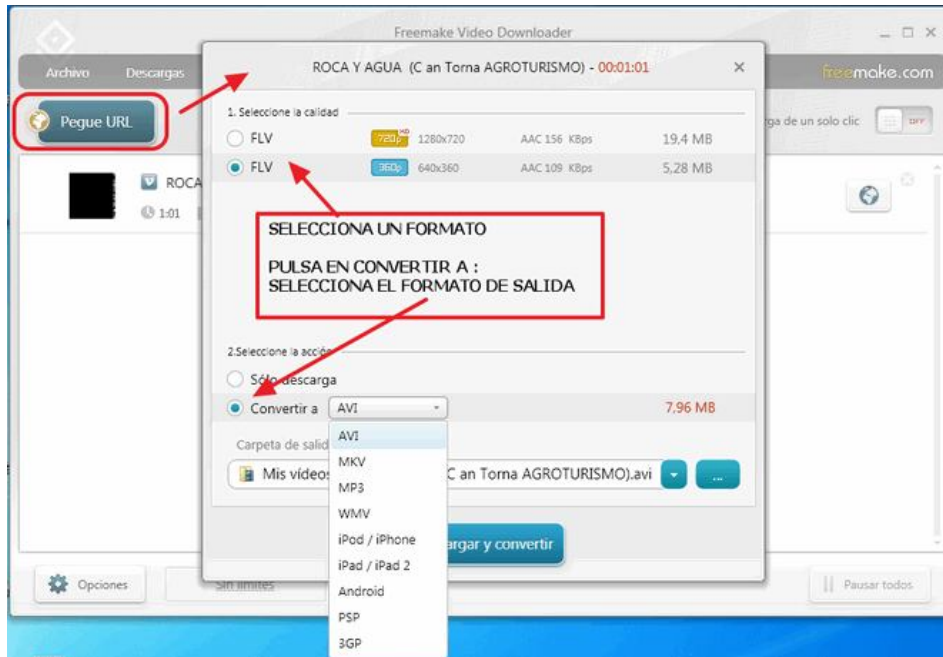 Freemake Video Downloader
Archivo Descargas
freemake.com
Pegue URL
ga de un solo clic OFF
ROCA Y AGUA (C an Torna AGROTURISMO) - 00:01:01
1. Seleccione la calidad
FLV 720p HD 1280x720 AAC 156 KBps 19,4 MB
FLV 360p 640x360 AAC 109 KBps 5,28 MB
ROCA
1:01
SELECCIONA UN FORMATO
PULSA EN CONVERTIR A :
SELECCIONA EL FORMATO DE SALIDA
2.Seleccione la acción
Sólo descarga
Convertir a AVI 7,96 MB
Carpeta de salid
Mis vídeos C an Torna AGROTURISMO).avi ...
AVI
MKV
MP3
WMV
iPod / iPhone
iPad / iPad 2
Android
PSP
3GP
argar y convertir
Opciones
Sin límites
Pausar todos